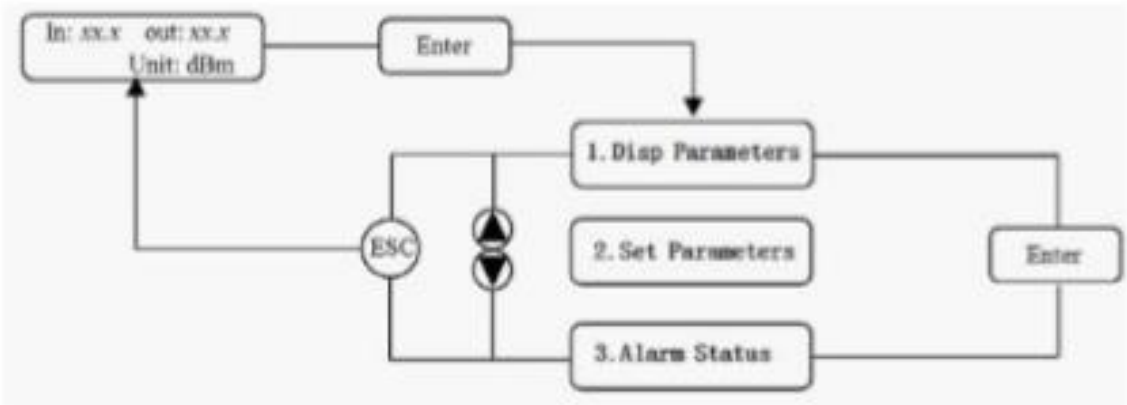 In: xx.x out: xx.x
Unit: dBm
Enter
1.Disp Parameters
ESC
2.Set Parameters
Enter
3.Alarm Status